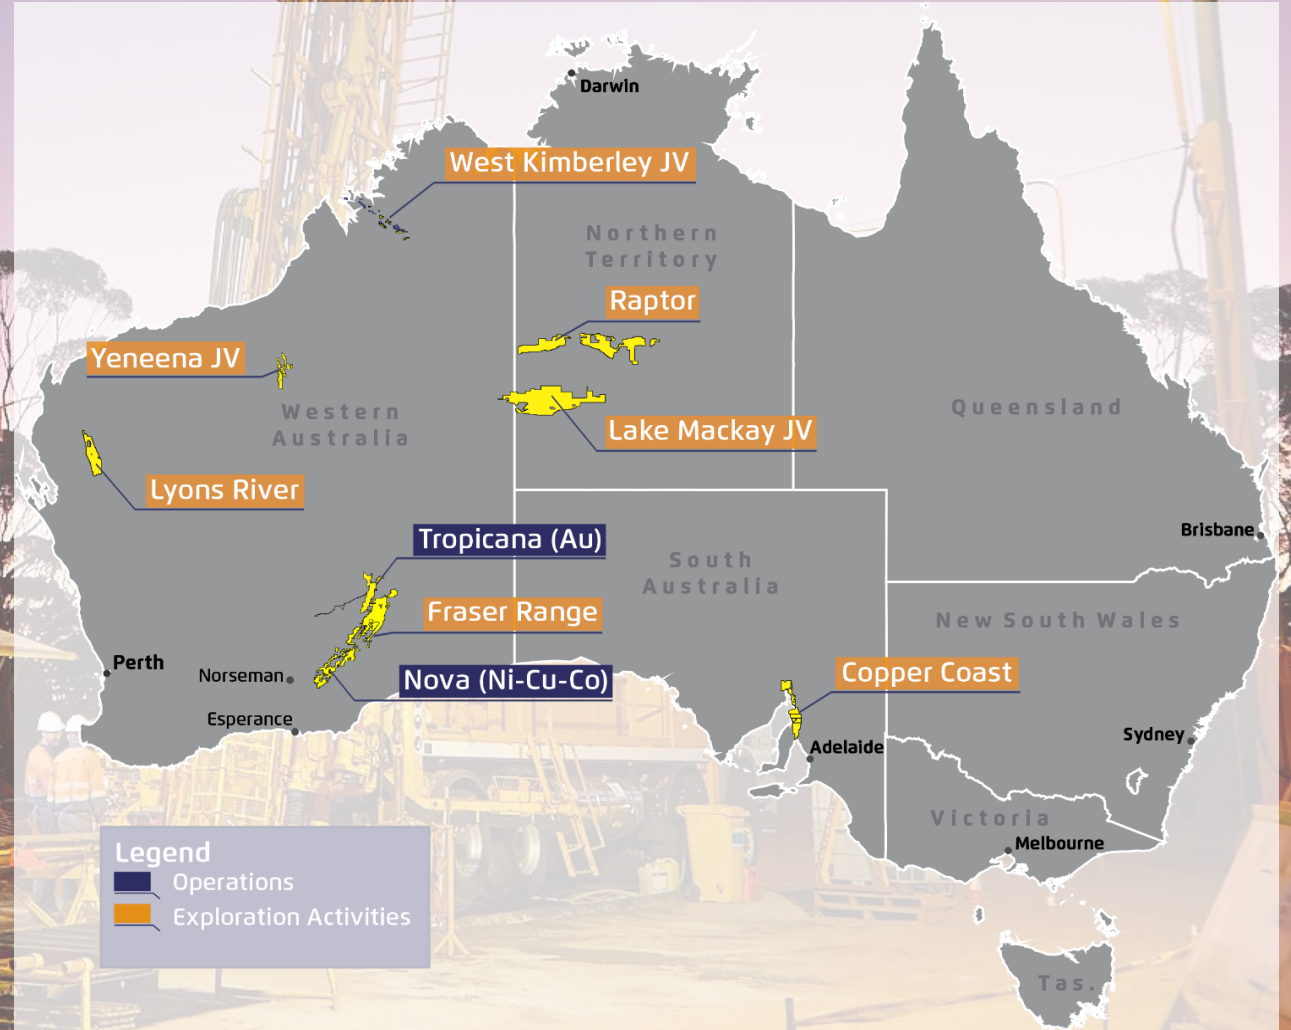 Darwin
West Kimberley JV
Northern
Territory
Raptor
Yeneena JV
Western
Australia
Queensland
Lake Mackay JV
Lyons River
Tropicana (Au)
Brisbane
South
Australia
Fraser Range
New South Wales
Perth
Norseman
Nova (Ni-Cu-Co)
Copper Coast
Esperance
Sydney
Adelaide
Victoria
Melbourne
Legend
Operations
Exploration Activities
Tas.